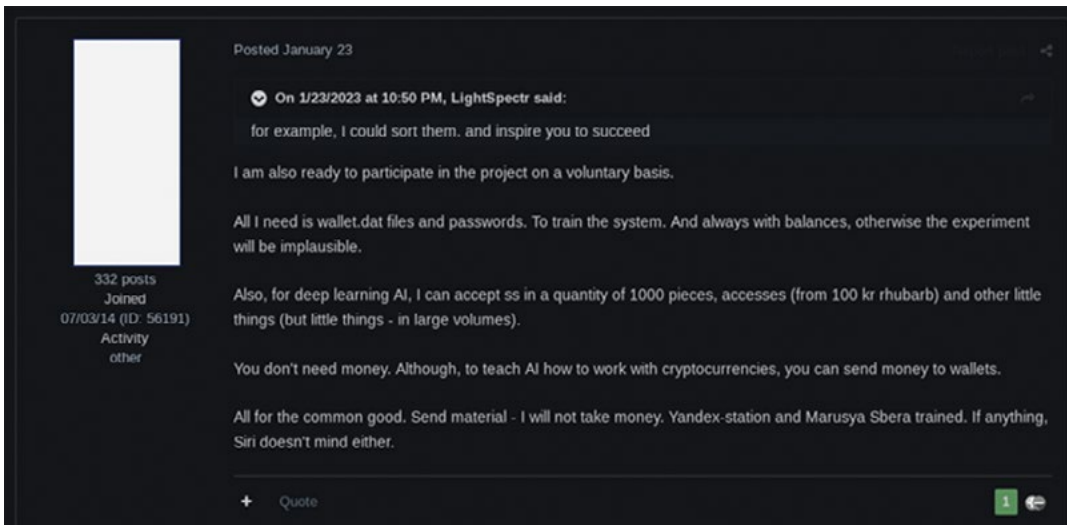 Posted January 23
On 1/23/2023 at 10:50 PM, LightSpectr said:
for example, I could sort them. and inspire you to succeed
I am also ready to participate in the project on a voluntary basis.
All I need is wallet.dat files and passwords. To train the system. And always with balances, otherwise the experiment
will be implausible.
332 posts
Joined
07/03/14 (ID: 56191)
Activity
other
Also, for deep learning AI, I can accept ss in a quantity of 1000 pieces, accesses (from 100 kr rhubarb) and other little
things (but little things - in large volumes).
You don't need money. Although, to teach AI how to work with cryptocurrencies, you can send money to wallets.
All for the common good. Send material - I will not take money. Yandex-station and Marusya Sbera trained. If anything,
Siri doesn't mind either.
+ Quote
1